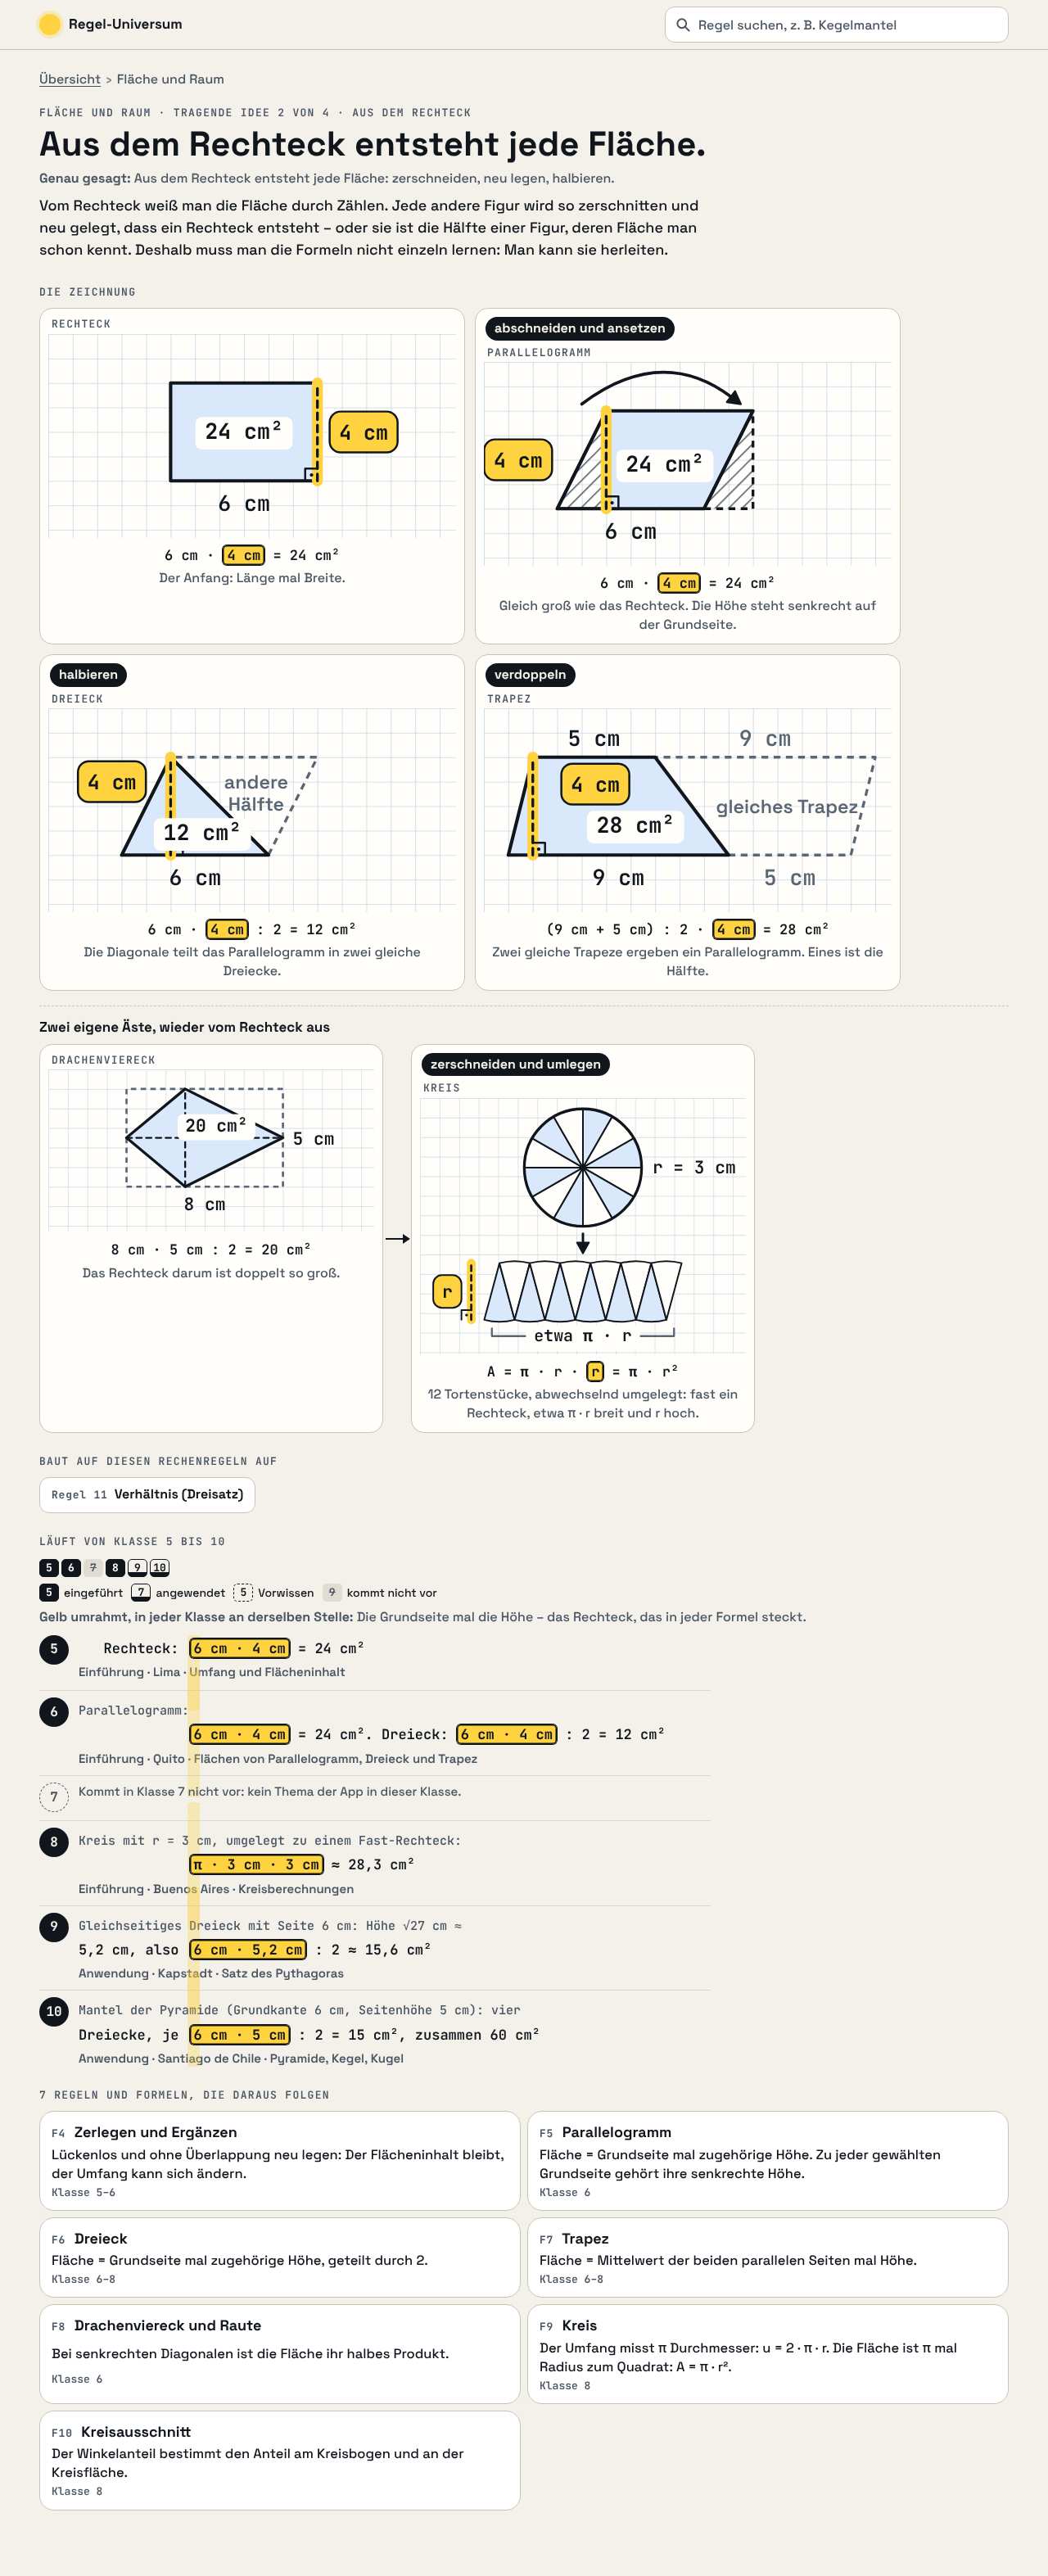 Regel-Universum
Regel suchen, z. B. Kegelmantel
Übersicht > Fläche und Raum
FLÄCHE UND RAUM · TRAGENDE IDEE 2 VON 4 · AUS DEM RECHTECK
Aus dem Rechteck entsteht jede Fläche.
Genau gesagt: Aus dem Rechteck entsteht jede Fläche: zerschneiden, neu legen, halbieren.
Vom Rechteck weiß man die Fläche durch Zählen. Jede andere Figur wird so zerschnitten und
neu gelegt, dass ein Rechteck entsteht – oder sie ist die Hälfte einer Figur, deren Fläche man
schon kennt. Deshalb muss man die Formeln nicht einzeln lernen: Man kann sie herleiten.
DIE ZEICHNUNG
RECHTECK
24 cm²
4 cm
6 cm
6 cm · 4 cm = 24 cm²
Der Anfang: Länge mal Breite.
abschneiden und ansetzen
PARALLELOGRAMM
4 cm
24 cm²
6 cm
6 cm · 4 cm = 24 cm²
Gleich groß wie das Rechteck. Die Höhe steht senkrecht auf
der Grundseite.
halbieren
DREIECK
4 cm
andere
Hälfte
12 cm²
6 cm
6 cm · 4 cm : 2 = 12 cm²
Die Diagonale teilt das Parallelogramm in zwei gleiche
Dreiecke.
verdoppeln
TRAPEZ
5 cm
9 cm
4 cm
gleiches Trapez
28 cm²
9 cm
5 cm
(9 cm + 5 cm) : 2 · 4 cm = 28 cm²
Zwei gleiche Trapeze ergeben ein Parallelogramm. Eines ist die
Hälfte.
Zwei eigene Äste, wieder vom Rechteck aus
DRACHENVIERECK
20 cm²
5 cm
8 cm
8 cm · 5 cm : 2 = 20 cm²
Das Rechteck darum ist doppelt so groß.
zerschneiden und umlegen
KREIS
r = 3 cm
r
etwa π · r
A = π · r · r = π · r²
12 Tortenstücke, abwechselnd umgelegt: fast ein
Rechteck, etwa π · r breit und r hoch.
BAUT AUF DIESEN RECHENREGELN AUF
Regel 11 Verhältnis (Dreisatz)
LÄUFT VON KLASSE 5 BIS 10
5 6 7 8 9 10
5 eingeführt 7 angewendet 5 Vorwissen 9 kommt nicht vor
Gelb umrahmt, in jeder Klasse an derselben Stelle: Die Grundseite mal die Höhe – das Rechteck, das in jeder Formel steckt.
5 Rechteck: 6 cm · 4 cm = 24 cm²
Einführung · Lima · Umfang und Flächeninhalt
6 Parallelogramm:
6 cm · 4 cm = 24 cm². Dreieck: 6 cm · 4 cm : 2 = 12 cm²
Einführung · Quito · Flächen von Parallelogramm, Dreieck und Trapez
7 Kommt in Klasse 7 nicht vor: kein Thema der App in dieser Klasse.
8 Kreis mit r = 3 cm, umgelegt zu einem Fast-Rechteck:
π · 3 cm · 3 cm ≈ 28,3 cm²
Einführung · Buenos Aires · Kreisberechnungen
9 Gleichseitiges Dreieck mit Seite 6 cm: Höhe √27 cm ≈
5,2 cm, also 6 cm · 5,2 cm : 2 ≈ 15,6 cm²
Anwendung · Kapstadt · Satz des Pythagoras
10 Mantel der Pyramide (Grundkante 6 cm, Seitenhöhe 5 cm): vier
Dreiecke, je 6 cm · 5 cm : 2 = 15 cm², zusammen 60 cm²
Anwendung · Santiago de Chile · Pyramide, Kegel, Kugel
7 REGELN UND FORMELN, DIE DARAUS FOLGEN
F4 Zerlegen und Ergänzen
Lückenlos und ohne Überlappung neu legen: Der Flächeninhalt bleibt,
der Umfang kann sich ändern.
Klasse 5–6
F5 Parallelogramm
Fläche = Grundseite mal zugehörige Höhe. Zu jeder gewählten
Grundseite gehört ihre senkrechte Höhe.
Klasse 6
F6 Dreieck
Fläche = Grundseite mal zugehörige Höhe, geteilt durch 2.
Klasse 6–8
F7 Trapez
Fläche = Mittelwert der beiden parallelen Seiten mal Höhe.
Klasse 6–8
F8 Drachenviereck und Raute
Bei senkrechten Diagonalen ist die Fläche ihr halbes Produkt.
Klasse 6
F9 Kreis
Der Umfang misst π Durchmesser: u = 2 · π · r. Die Fläche ist π mal
Radius zum Quadrat: A = π · r².
Klasse 8
F10 Kreisausschnitt
Der Winkelanteil bestimmt den Anteil am Kreisbogen und an der
Kreisfläche.
Klasse 8